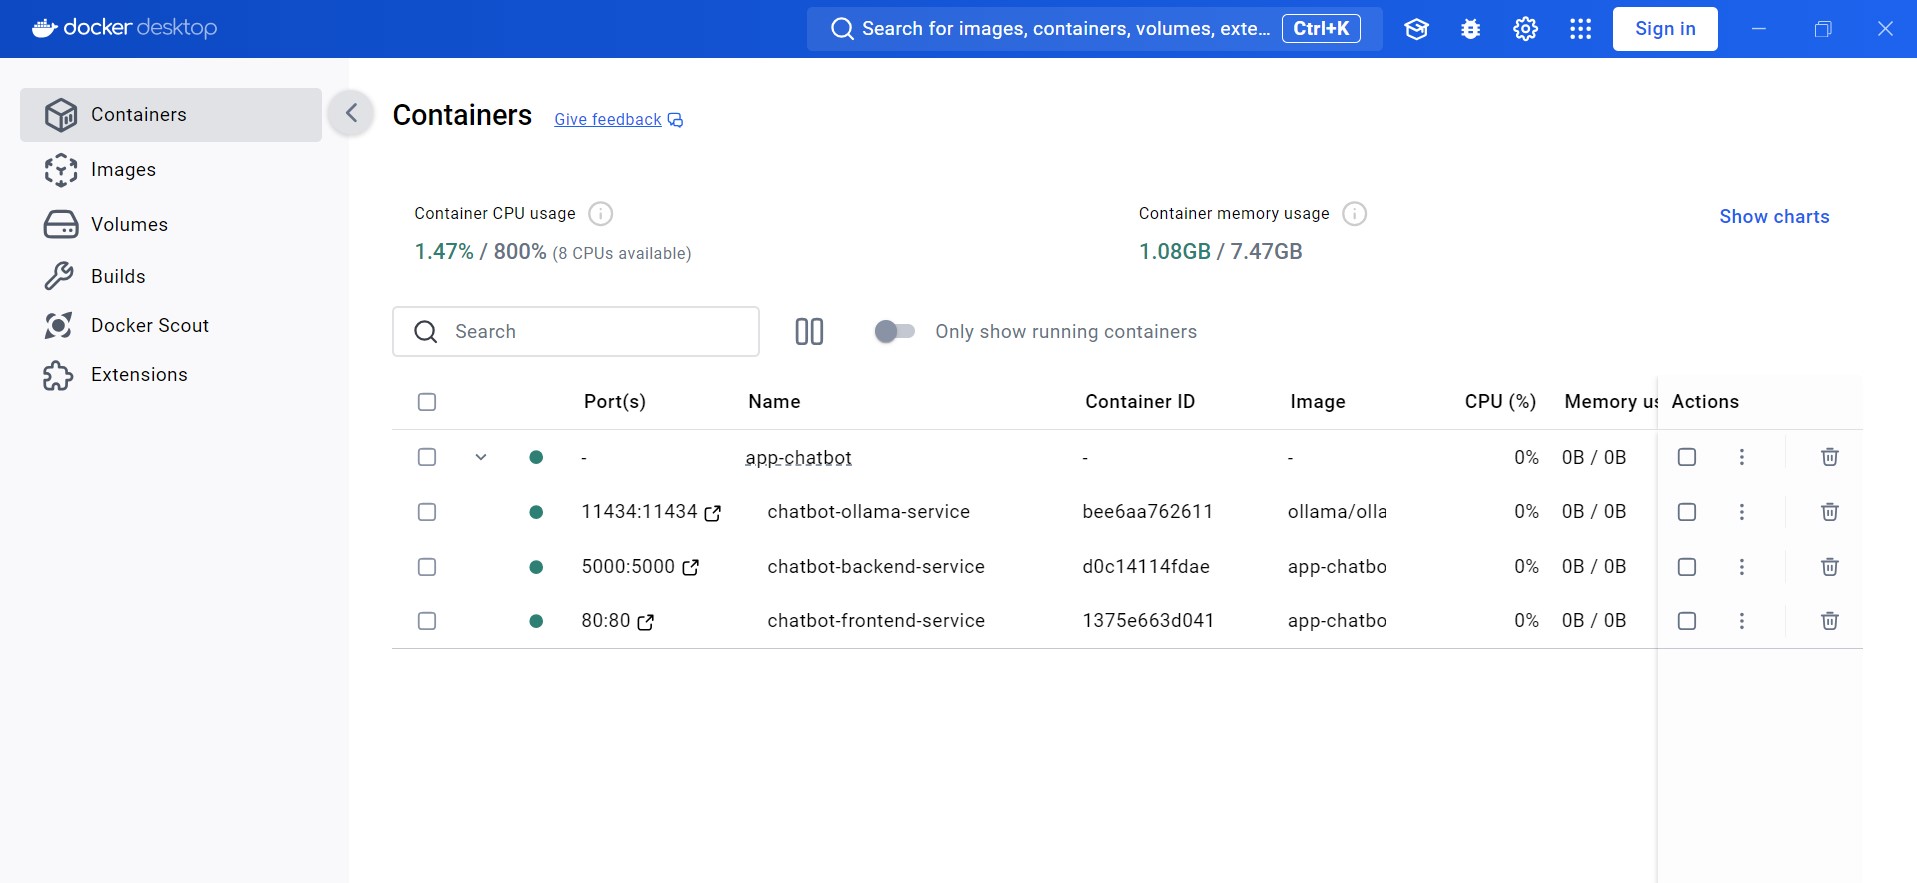 docker desktop
Search for images, containers, volumes, exte... Ctrl+K
Sign in
Containers
Images
Volumes
Builds
Docker Scout
Extensions
Containers Give feedback
Container CPU usage
1.47% / 800% (8 CPUs available)
Container memory usage
1.08GB / 7.47GB
Show charts
Search
Only show running containers
Port(s) Name Container ID Image CPU (%) Memory us Actions
- app-chatbot - - 0% 0B / 0B
11434:11434 chatbot-ollama-service bee6aa762611 ollama/olla 0% 0B / 0B
5000:5000 chatbot-backend-service d0c14114fdae app-chatbo 0% 0B / 0B
80:80 chatbot-frontend-service 1375e663d041 app-chatbo 0% 0B / 0B